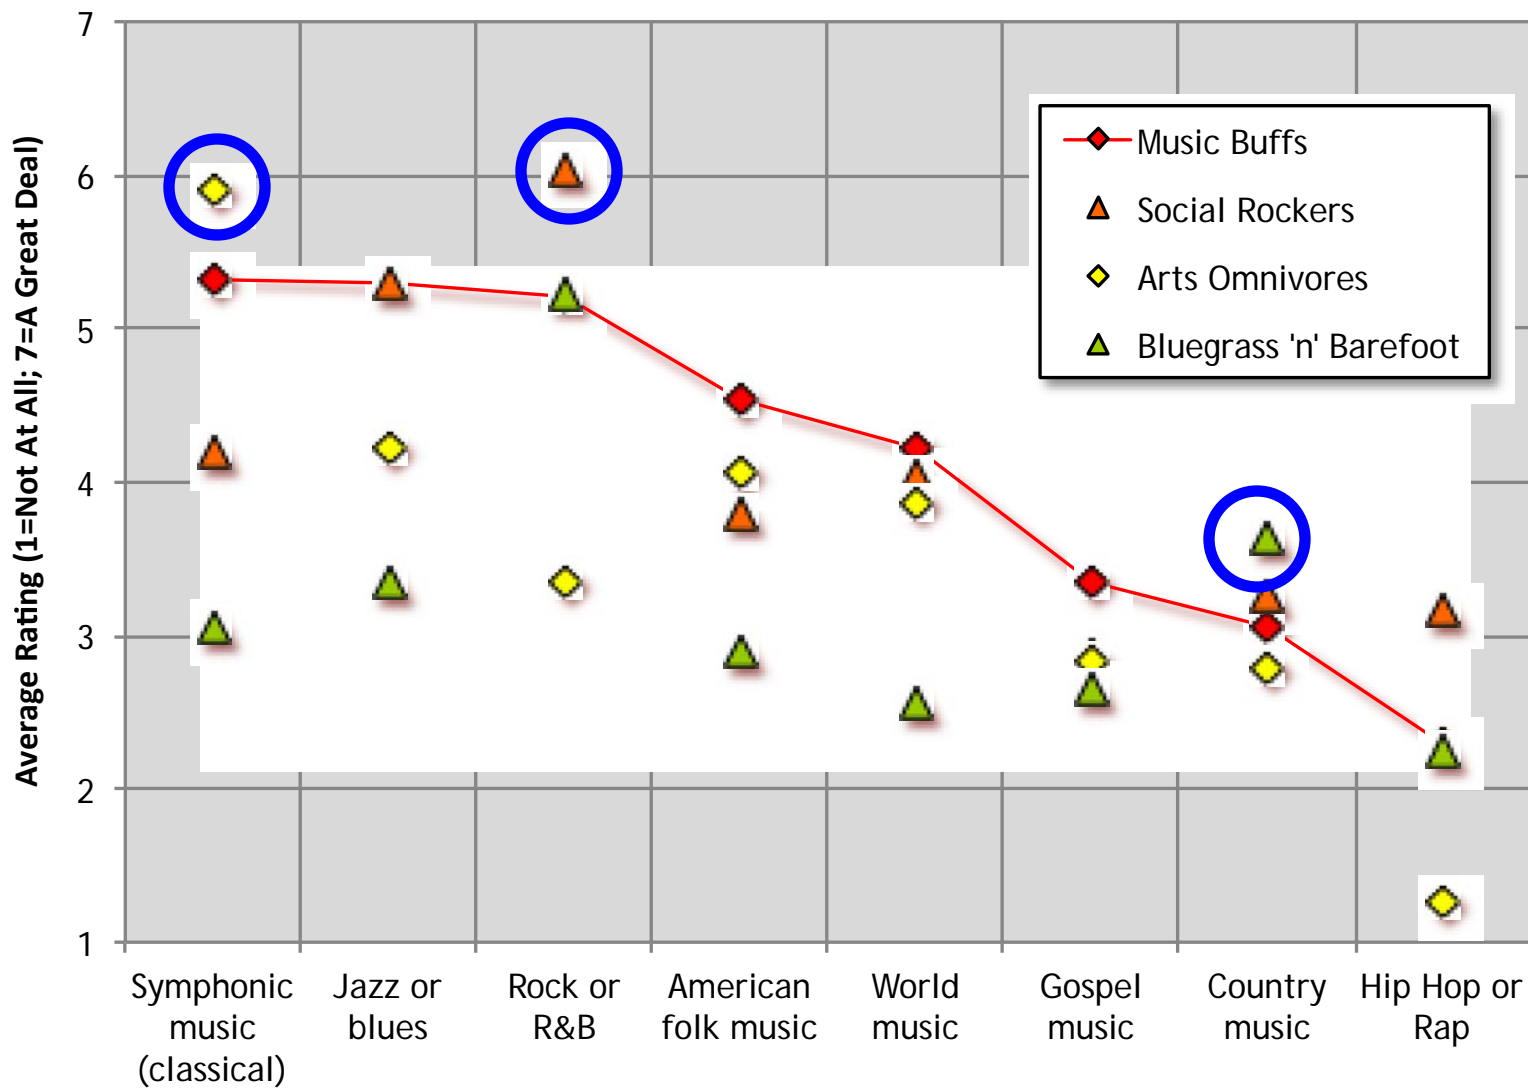 Average Rating (1=Not At All; 7=A Great Deal)
7
6
5
4
3
2
1
Music Buffs
Social Rockers
Arts Omnivores
Bluegrass 'n' Barefoot
Symphonic
music
(classical)
Jazz or
blues
Rock or
R&B
American
folk music
World
music
Gospel
music
Country
music
Hip Hop or
Rap